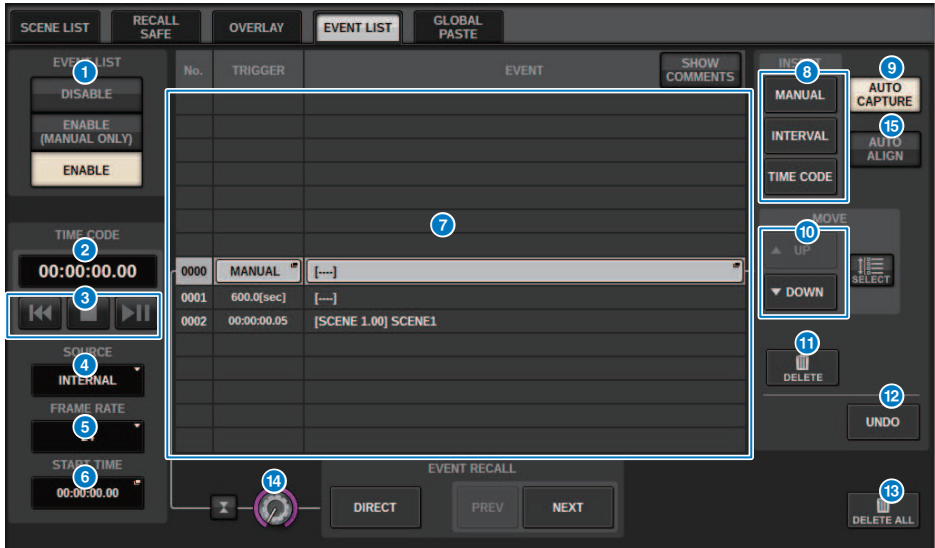 SCENE LIST
RECALL
SAFE
OVERLAY
EVENT LIST
GLOBAL
PASTE
EVENT LIST
1
DISABLE
ENABLE
(MANUAL ONLY)
ENABLE
TIME CODE
2
00:00:00.00
3
SOURCE
4
INTERNAL
FRAME RATE
5
START TIME
6
00:00:00.00
No.
TRIGGER
EVENT
SHOW
COMMENTS
7
0000
MANUAL
[----]
0001
600.0[sec]
[----]
0002
00:00:00.05
[SCENE 1.00] SCENE1
14
EVENT RECALL
DIRECT
PREV
NEXT
8
MANUAL
INTERVAL
TIME CODE
9
AUTO
CAPTURE
15
AUTO
ALIGN
MOVE
10
UP
DOWN
SELECT
11
DELETE
12
UNDO
13
DELETE ALL